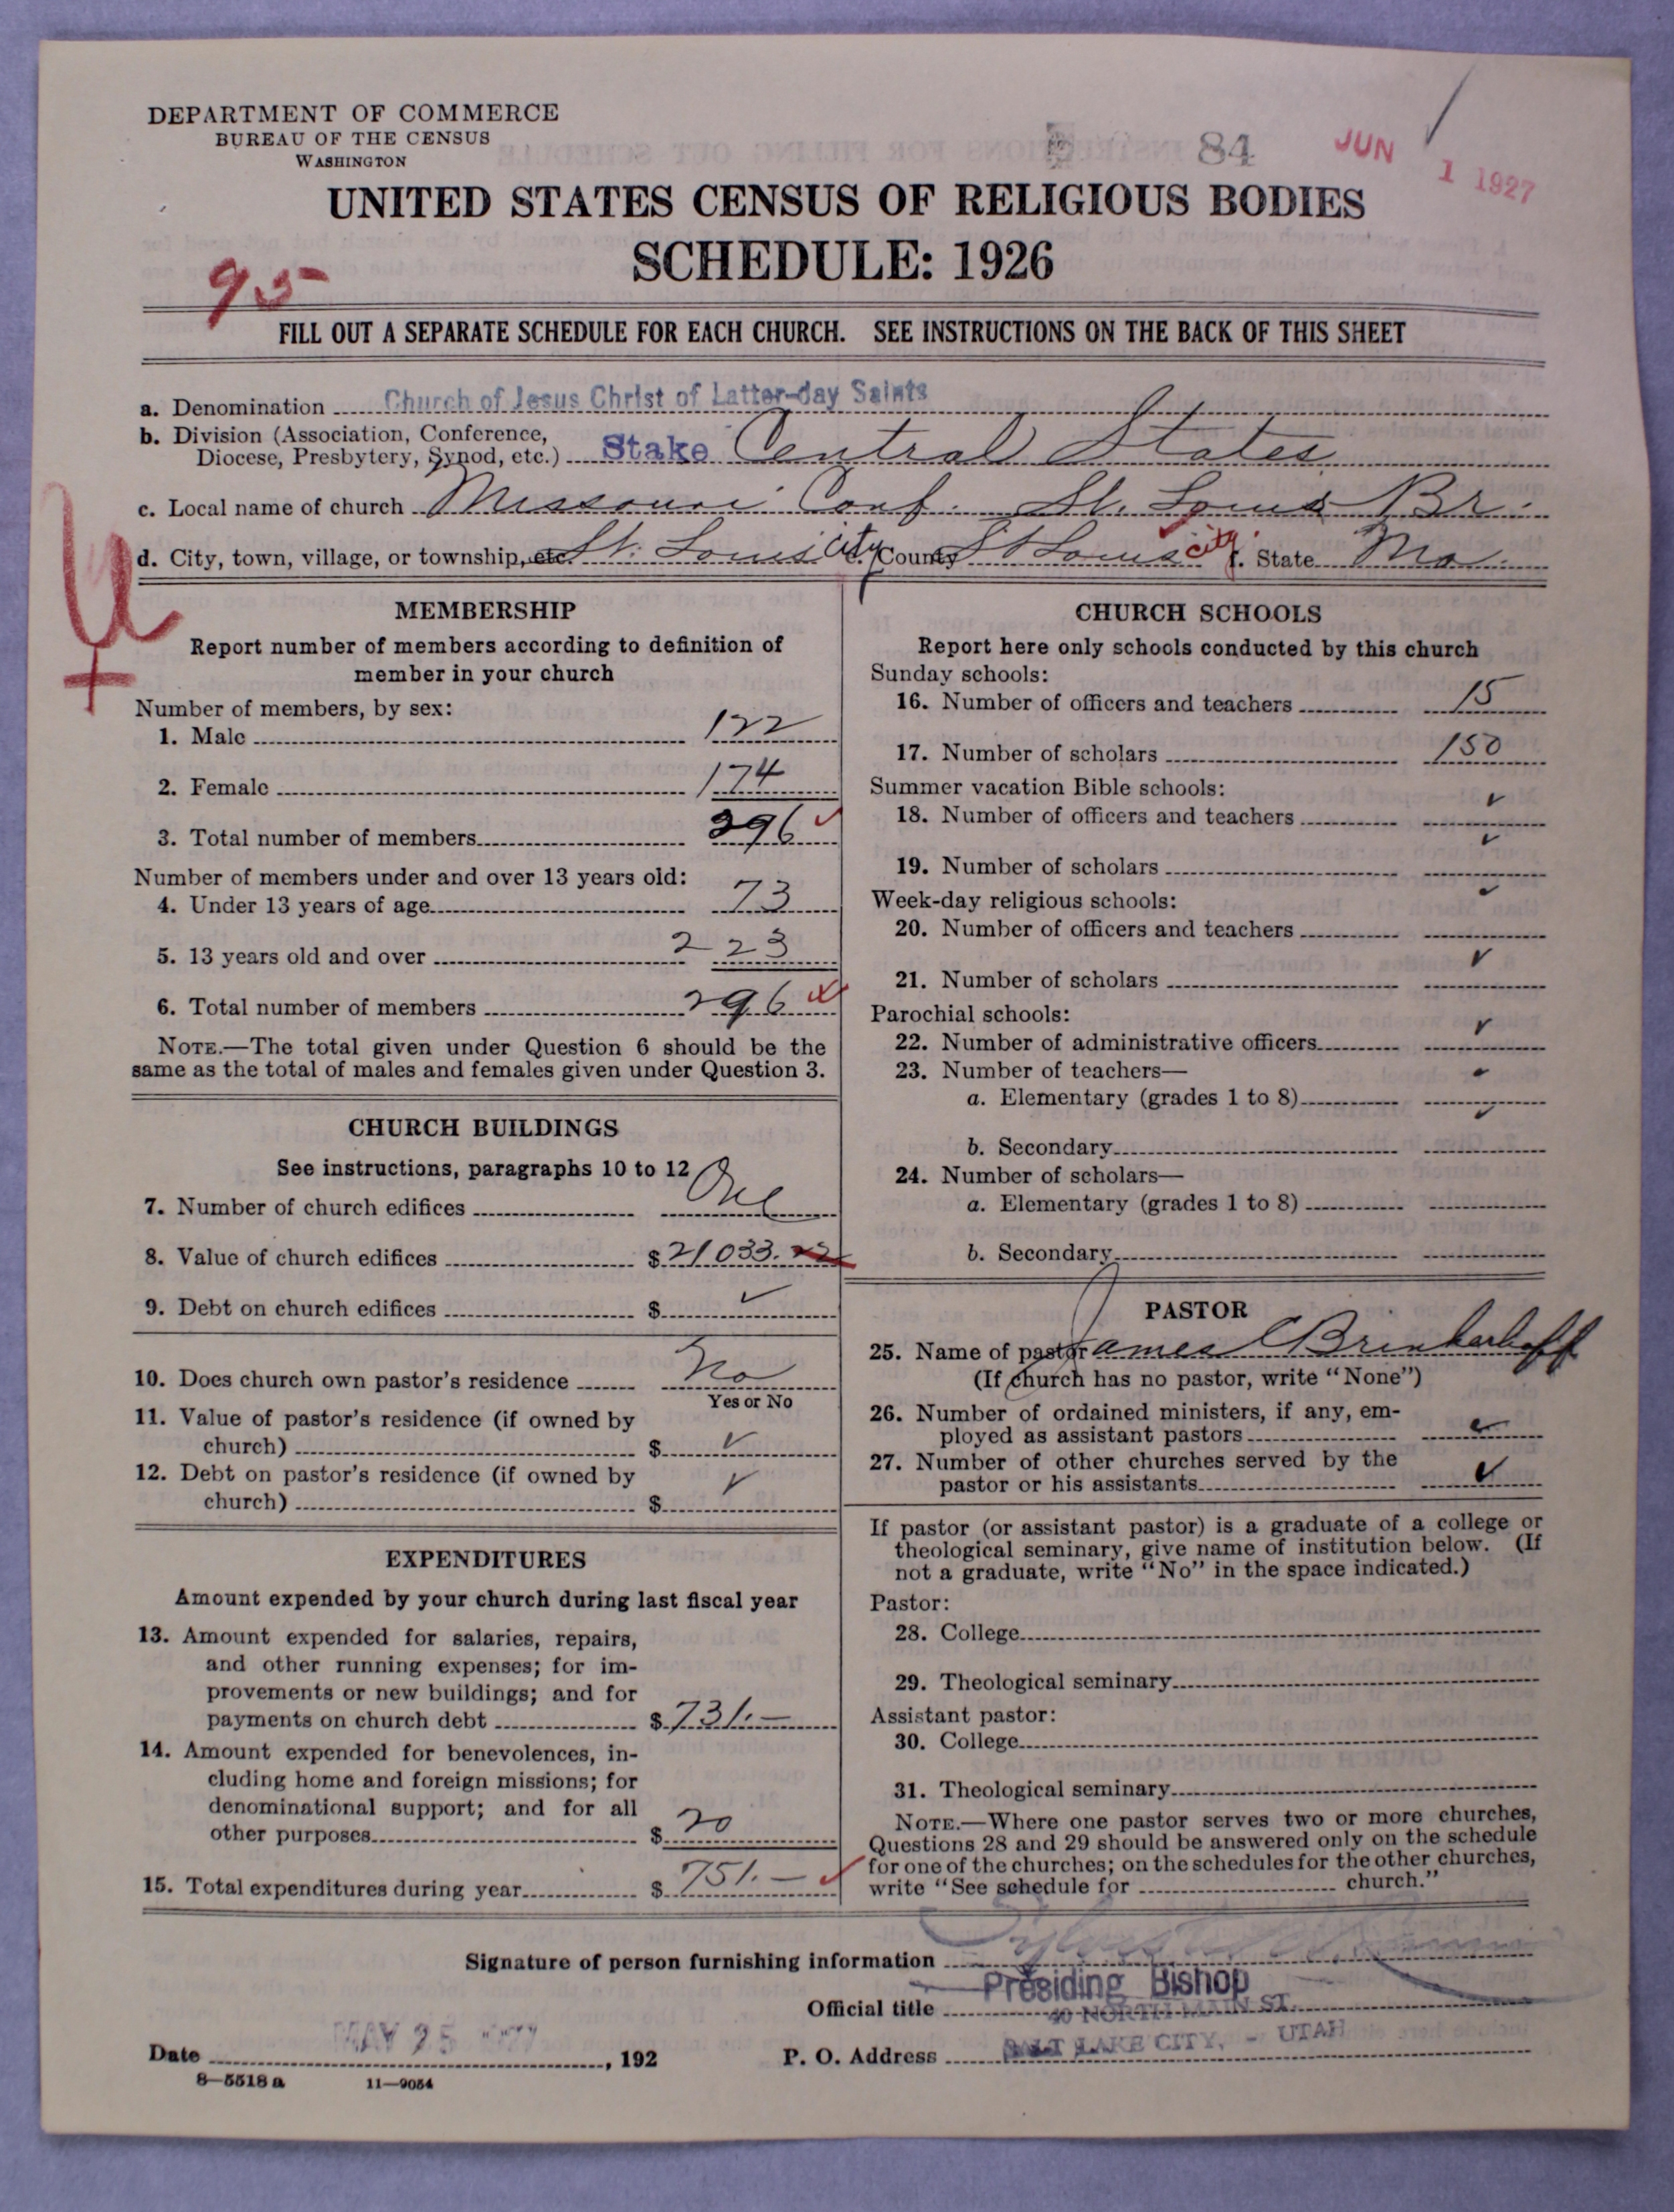 DEPARTMENT OF COMMERCE
BUREAU OF THE CENSUS
WASHINGTON
84
JUN 1 1927
UNITED STATES CENSUS OF RELIGIOUS BODIES
SCHEDULE: 1926
95
FILL OUT A SEPARATE SCHEDULE FOR EACH CHURCH. SEE INSTRUCTIONS ON THE BACK OF THIS SHEET
a. Denomination Church of Jesus Christ of Latter-day Saints
b. Division (Association, Conference,
Diocese, Presbytery, Synod, etc.) Stake Central States
c. Local name of church Missouri Conf. St. Louis Br.
d. City, town, village, or township, etc. St. Louis City e. County St Louis city f. State Mo.
MEMBERSHIP
Report number of members according to definition of
member in your church
Number of members, by sex:
1. Male 122
2. Female 174
3. Total number of members 296
Number of members under and over 13 years old:
4. Under 13 years of age 73
5. 13 years old and over 223
6. Total number of members 296
NOTE.—The total given under Question 6 should be the
same as the total of males and females given under Question 3.
CHURCH BUILDINGS
See instructions, paragraphs 10 to 12
7. Number of church edifices One
8. Value of church edifices $21033.
9. Debt on church edifices $
10. Does church own pastor's residence No
Yes or No
11. Value of pastor's residence (if owned by
church) $
12. Debt on pastor's residence (if owned by
church) $
EXPENDITURES
Amount expended by your church during last fiscal year
13. Amount expended for salaries, repairs,
and other running expenses; for im-
provements or new buildings; and for
payments on church debt $731.—
14. Amount expended for benevolences, in-
cluding home and foreign missions; for
denominational support; and for all
other purposes $20
15. Total expenditures during year $751.—
CHURCH SCHOOLS
Report here only schools conducted by this church
Sunday schools:
16. Number of officers and teachers 15
17. Number of scholars 150
Summer vacation Bible schools:
18. Number of officers and teachers
19. Number of scholars
Week-day religious schools:
20. Number of officers and teachers
21. Number of scholars
Parochial schools:
22. Number of administrative officers
23. Number of teachers—
a. Elementary (grades 1 to 8)
b. Secondary
24. Number of scholars—
a. Elementary (grades 1 to 8)
b. Secondary
PASTOR
25. Name of pastor James Brinkerhoff
(If church has no pastor, write "None")
26. Number of ordained ministers, if any, em-
ployed as assistant pastors
27. Number of other churches served by the
pastor or his assistants
If pastor (or assistant pastor) is a graduate of a college or
theological seminary, give name of institution below. (If
not a graduate, write "No" in the space indicated.)
Pastor:
28. College
29. Theological seminary
Assistant pastor:
30. College
31. Theological seminary
NOTE.—Where one pastor serves two or more churches,
Questions 28 and 29 should be answered only on the schedule
for one of the churches; on the schedules for the other churches,
write "See schedule for church."
Signature of person furnishing information
Presiding Bishop
Official title 40 NORTH MAIN ST.
Date MAY 25 1927, 192
P. O. Address SALT LAKE CITY, - UTAH
8-5518 a 11-9054